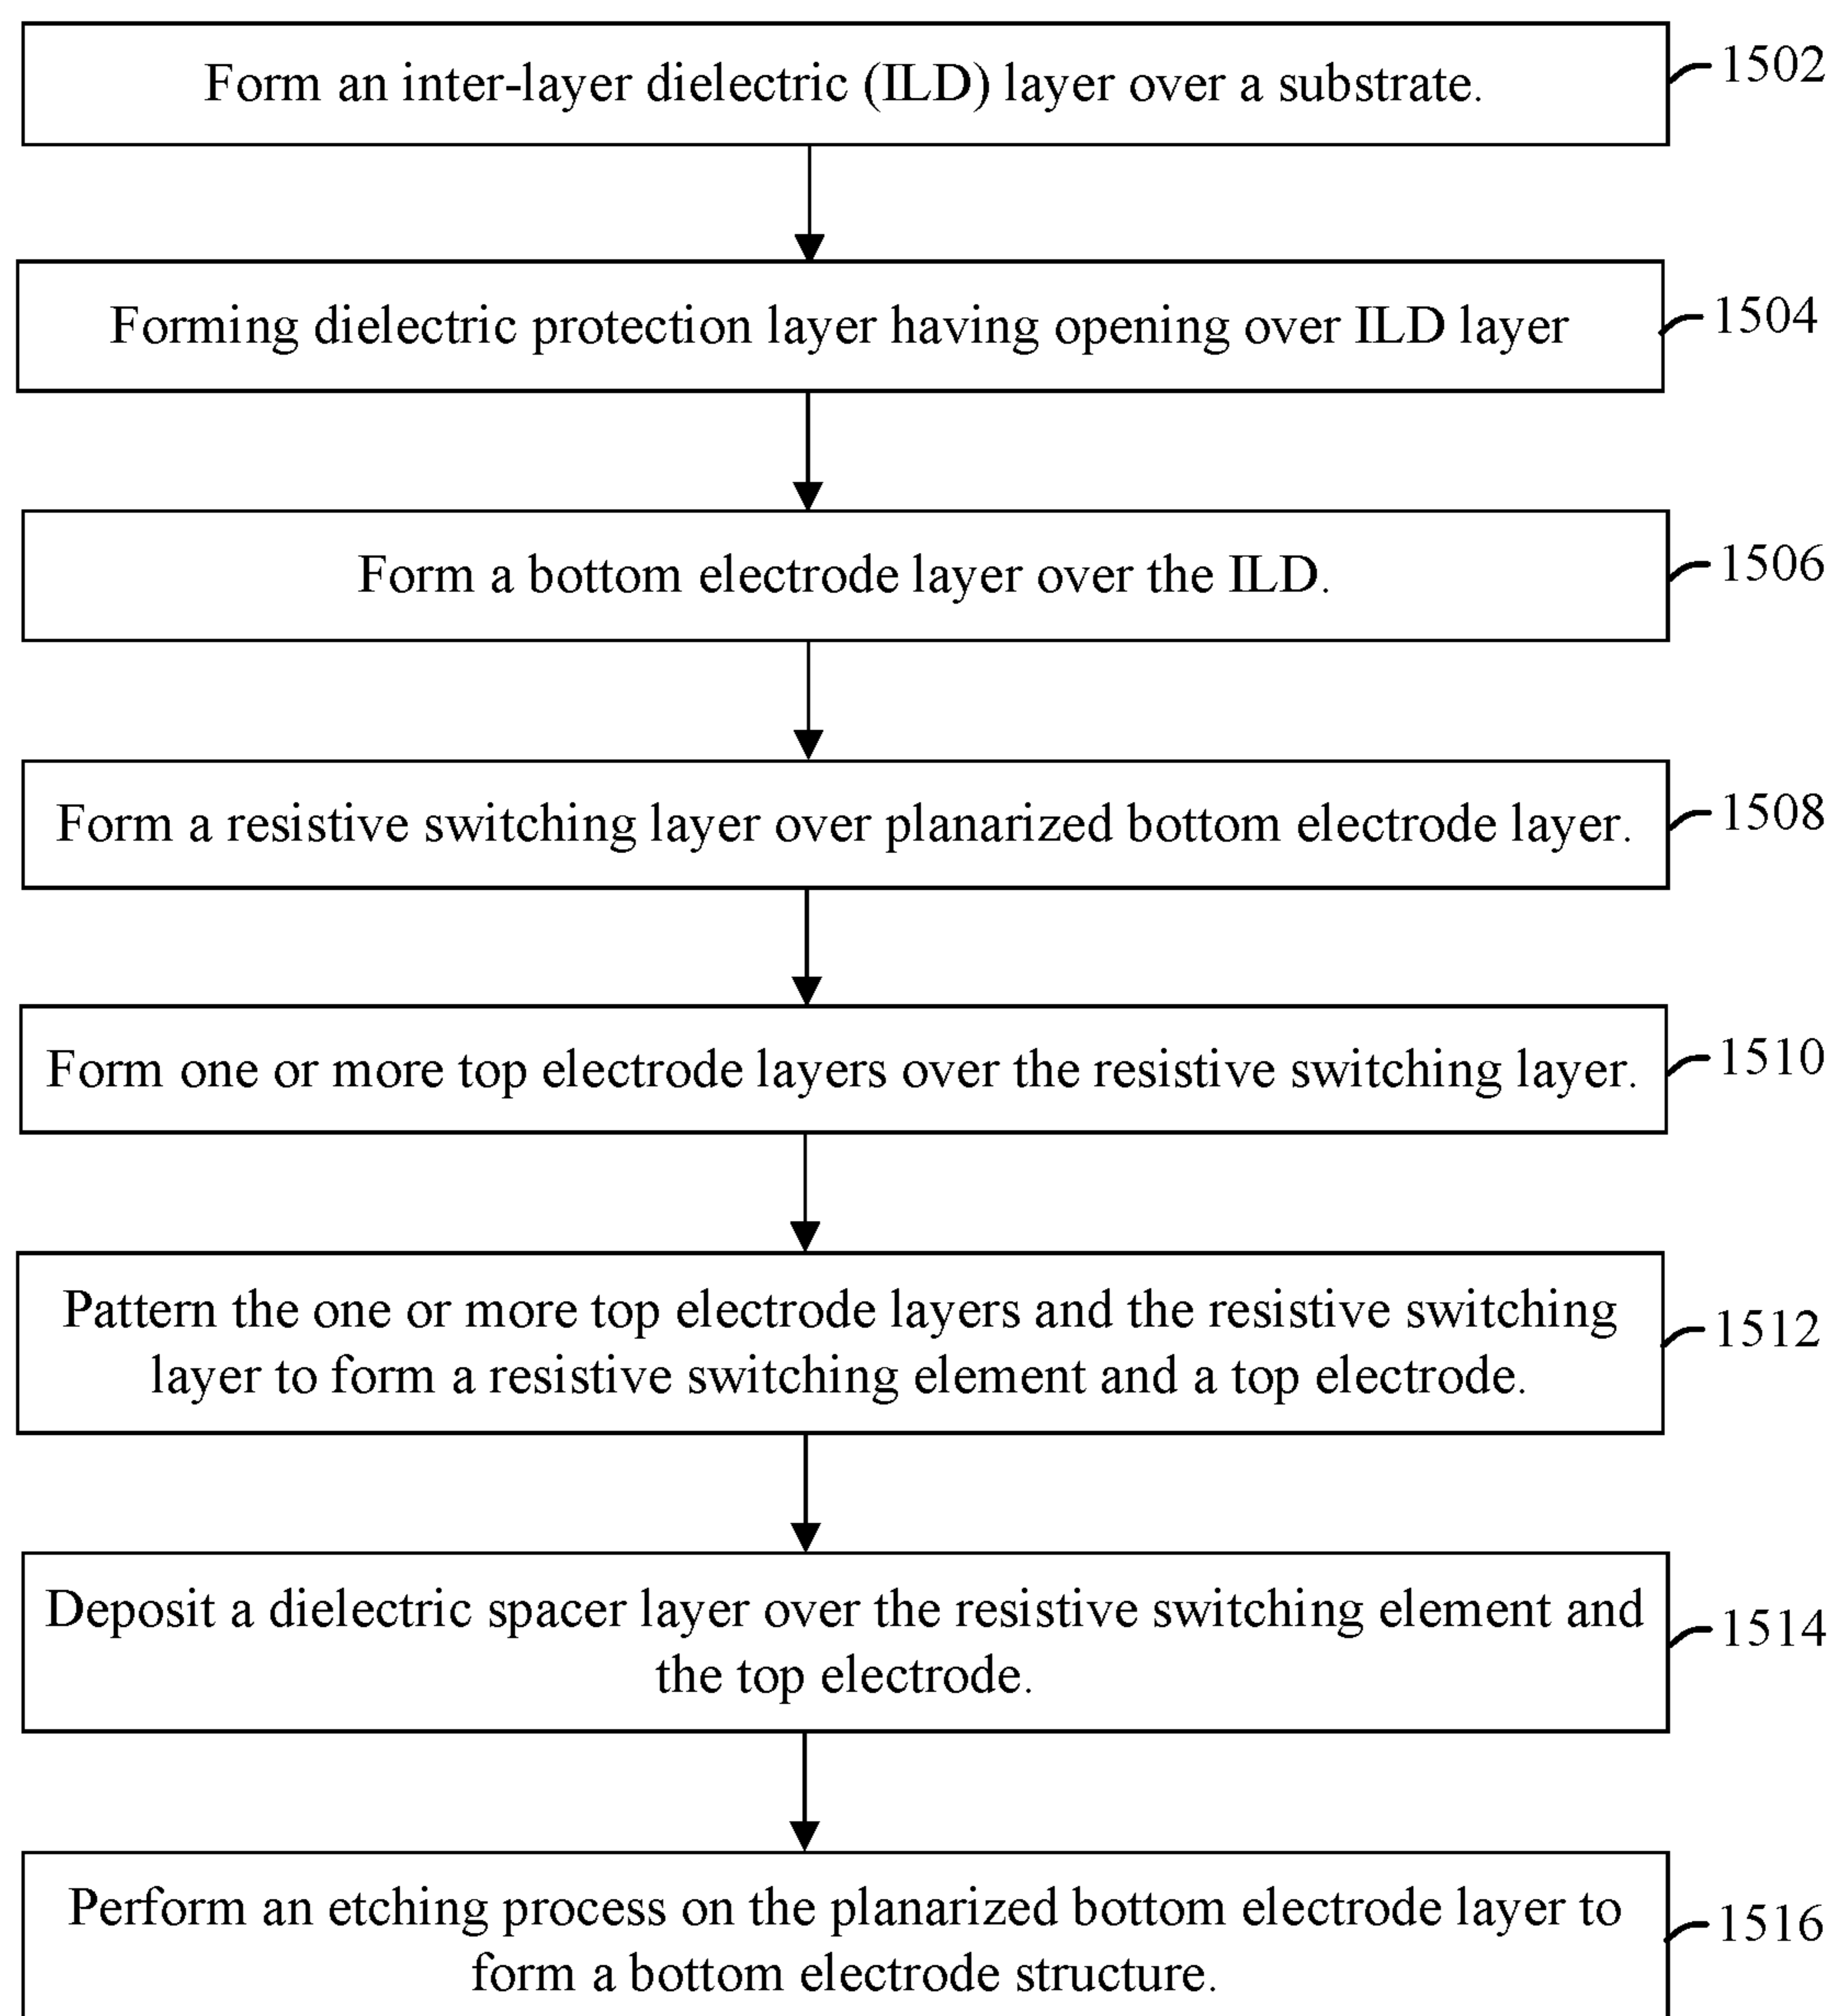 Form an inter-layer dielectric (ILD) layer over a substrate.
1502
Forming dielectric protection layer having opening over ILD layer
1504
Form a bottom electrode layer over the ILD.
1506
Form a resistive switching layer over planarized bottom electrode layer.
1508
Form one or more top electrode layers over the resistive switching layer.
1510
Pattern the one or more top electrode layers and the resistive switching
layer to form a resistive switching element and a top electrode.
1512
Deposit a dielectric spacer layer over the resistive switching element and
the top electrode.
1514
Perform an etching process on the planarized bottom electrode layer to
form a bottom electrode structure.
1516